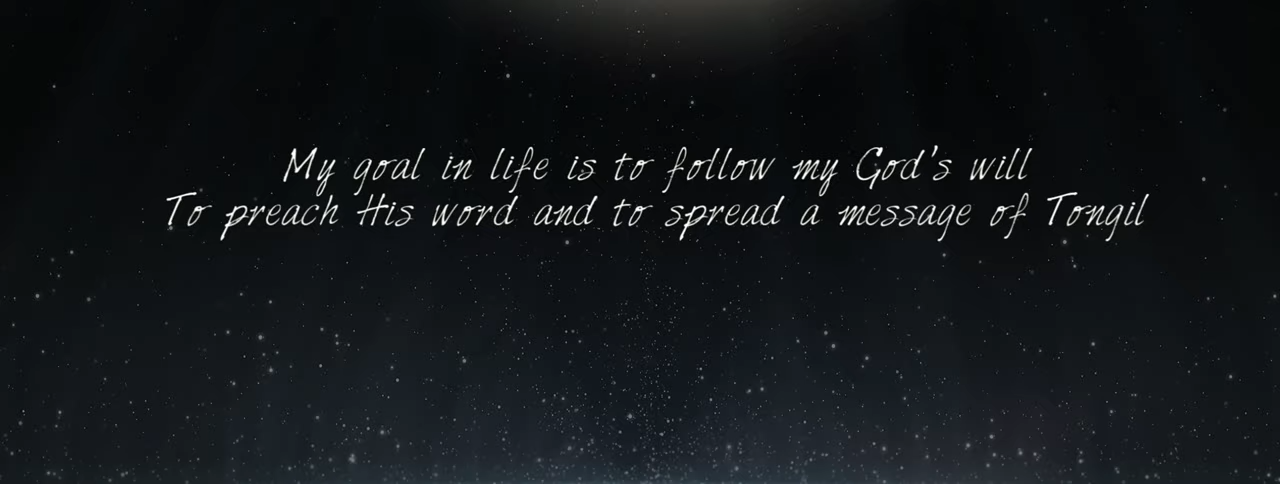 My goal in life is to follow my God's will
To preach His word and to spread a message of Tongil